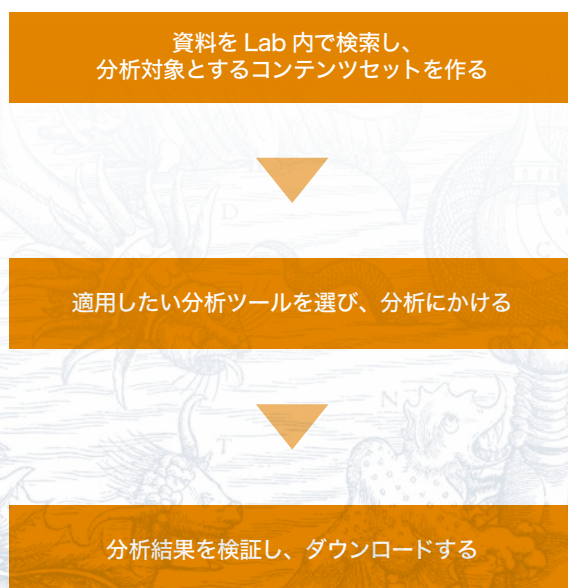 資料を Lab 内で検索し、
分析対象とするコンテンツセットを作る
D
C
適用したい分析ツールを選び、分析にかける
N
T
分析結果を検証し、ダウンロードする